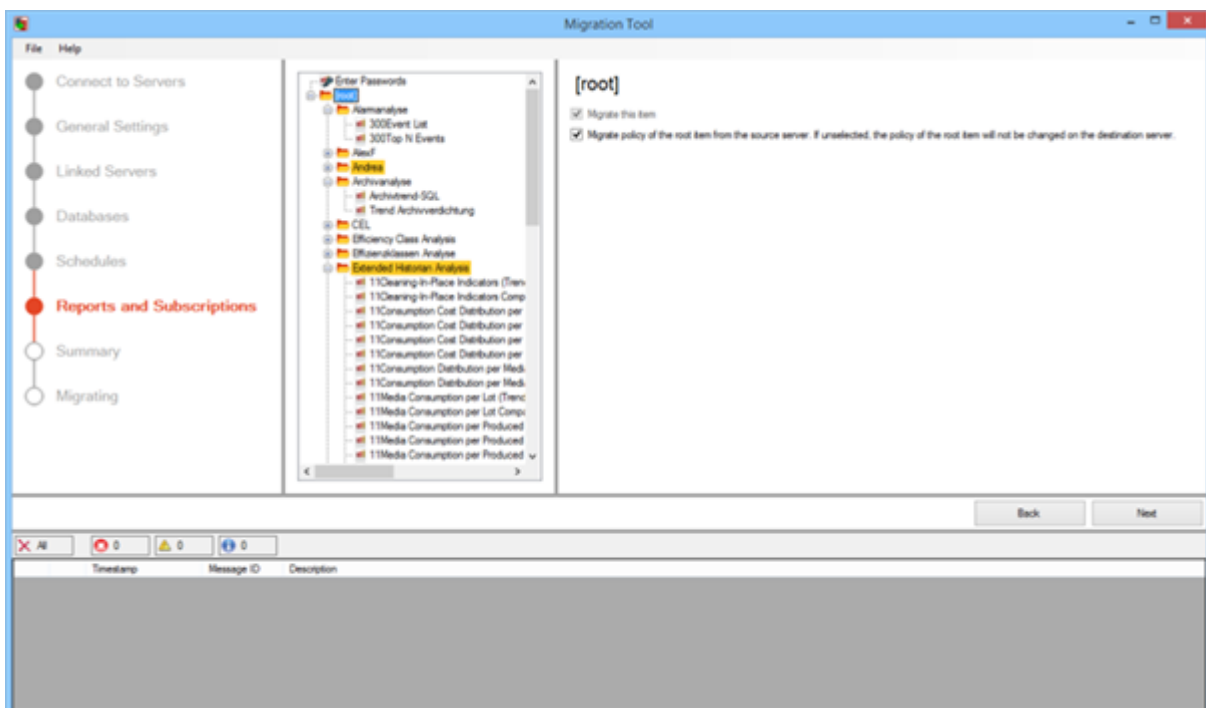 Migration Tool
File Help
Connect to Servers
General Settings
Linked Servers
Databases
Schedules
Reports and Subscriptions
Summary
Migrating
Enter Passwords
[root]
Alarmanalyse
300Event List
300Top N Events
AlexF
Andrea
Archivanalyse
Archivtrend-SQL
Trend Archivverdichtung
CEL
Efficiency Class Analysis
Effizienzklassen Analyse
Extended Historian Analysis
11Cleaning-In-Place Indicators (Tren
11Cleaning-In-Place Indicators Comp
11Consumption Cost Distribution per
11Consumption Cost Distribution per
11Consumption Cost Distribution per
11Consumption Cost Distribution per
11Consumption Distribution per Medi
11Consumption Distribution per Medi
11Media Consumption per Lot (Trend
11Media Consumption per Lot Compa
11Media Consumption per Produced
11Media Consumption per Produced
11Media Consumption per Produced
[root]
Migrate this item
Migrate policy of the root item from the source server. If unselected, the policy of the root item will not be changed on the destination server.
Back Next
All 0 0 0
Timestamp Message ID Description